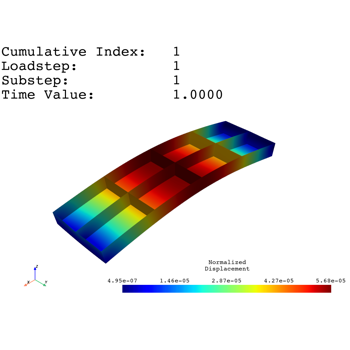 Cumulative Index: 1
Loadstep: 1
Substep: 1
Time Value: 1.0000
Normalized
Displacement
4.95e-07 1.46e-05 2.87e-05 4.27e-05 5.68e-05